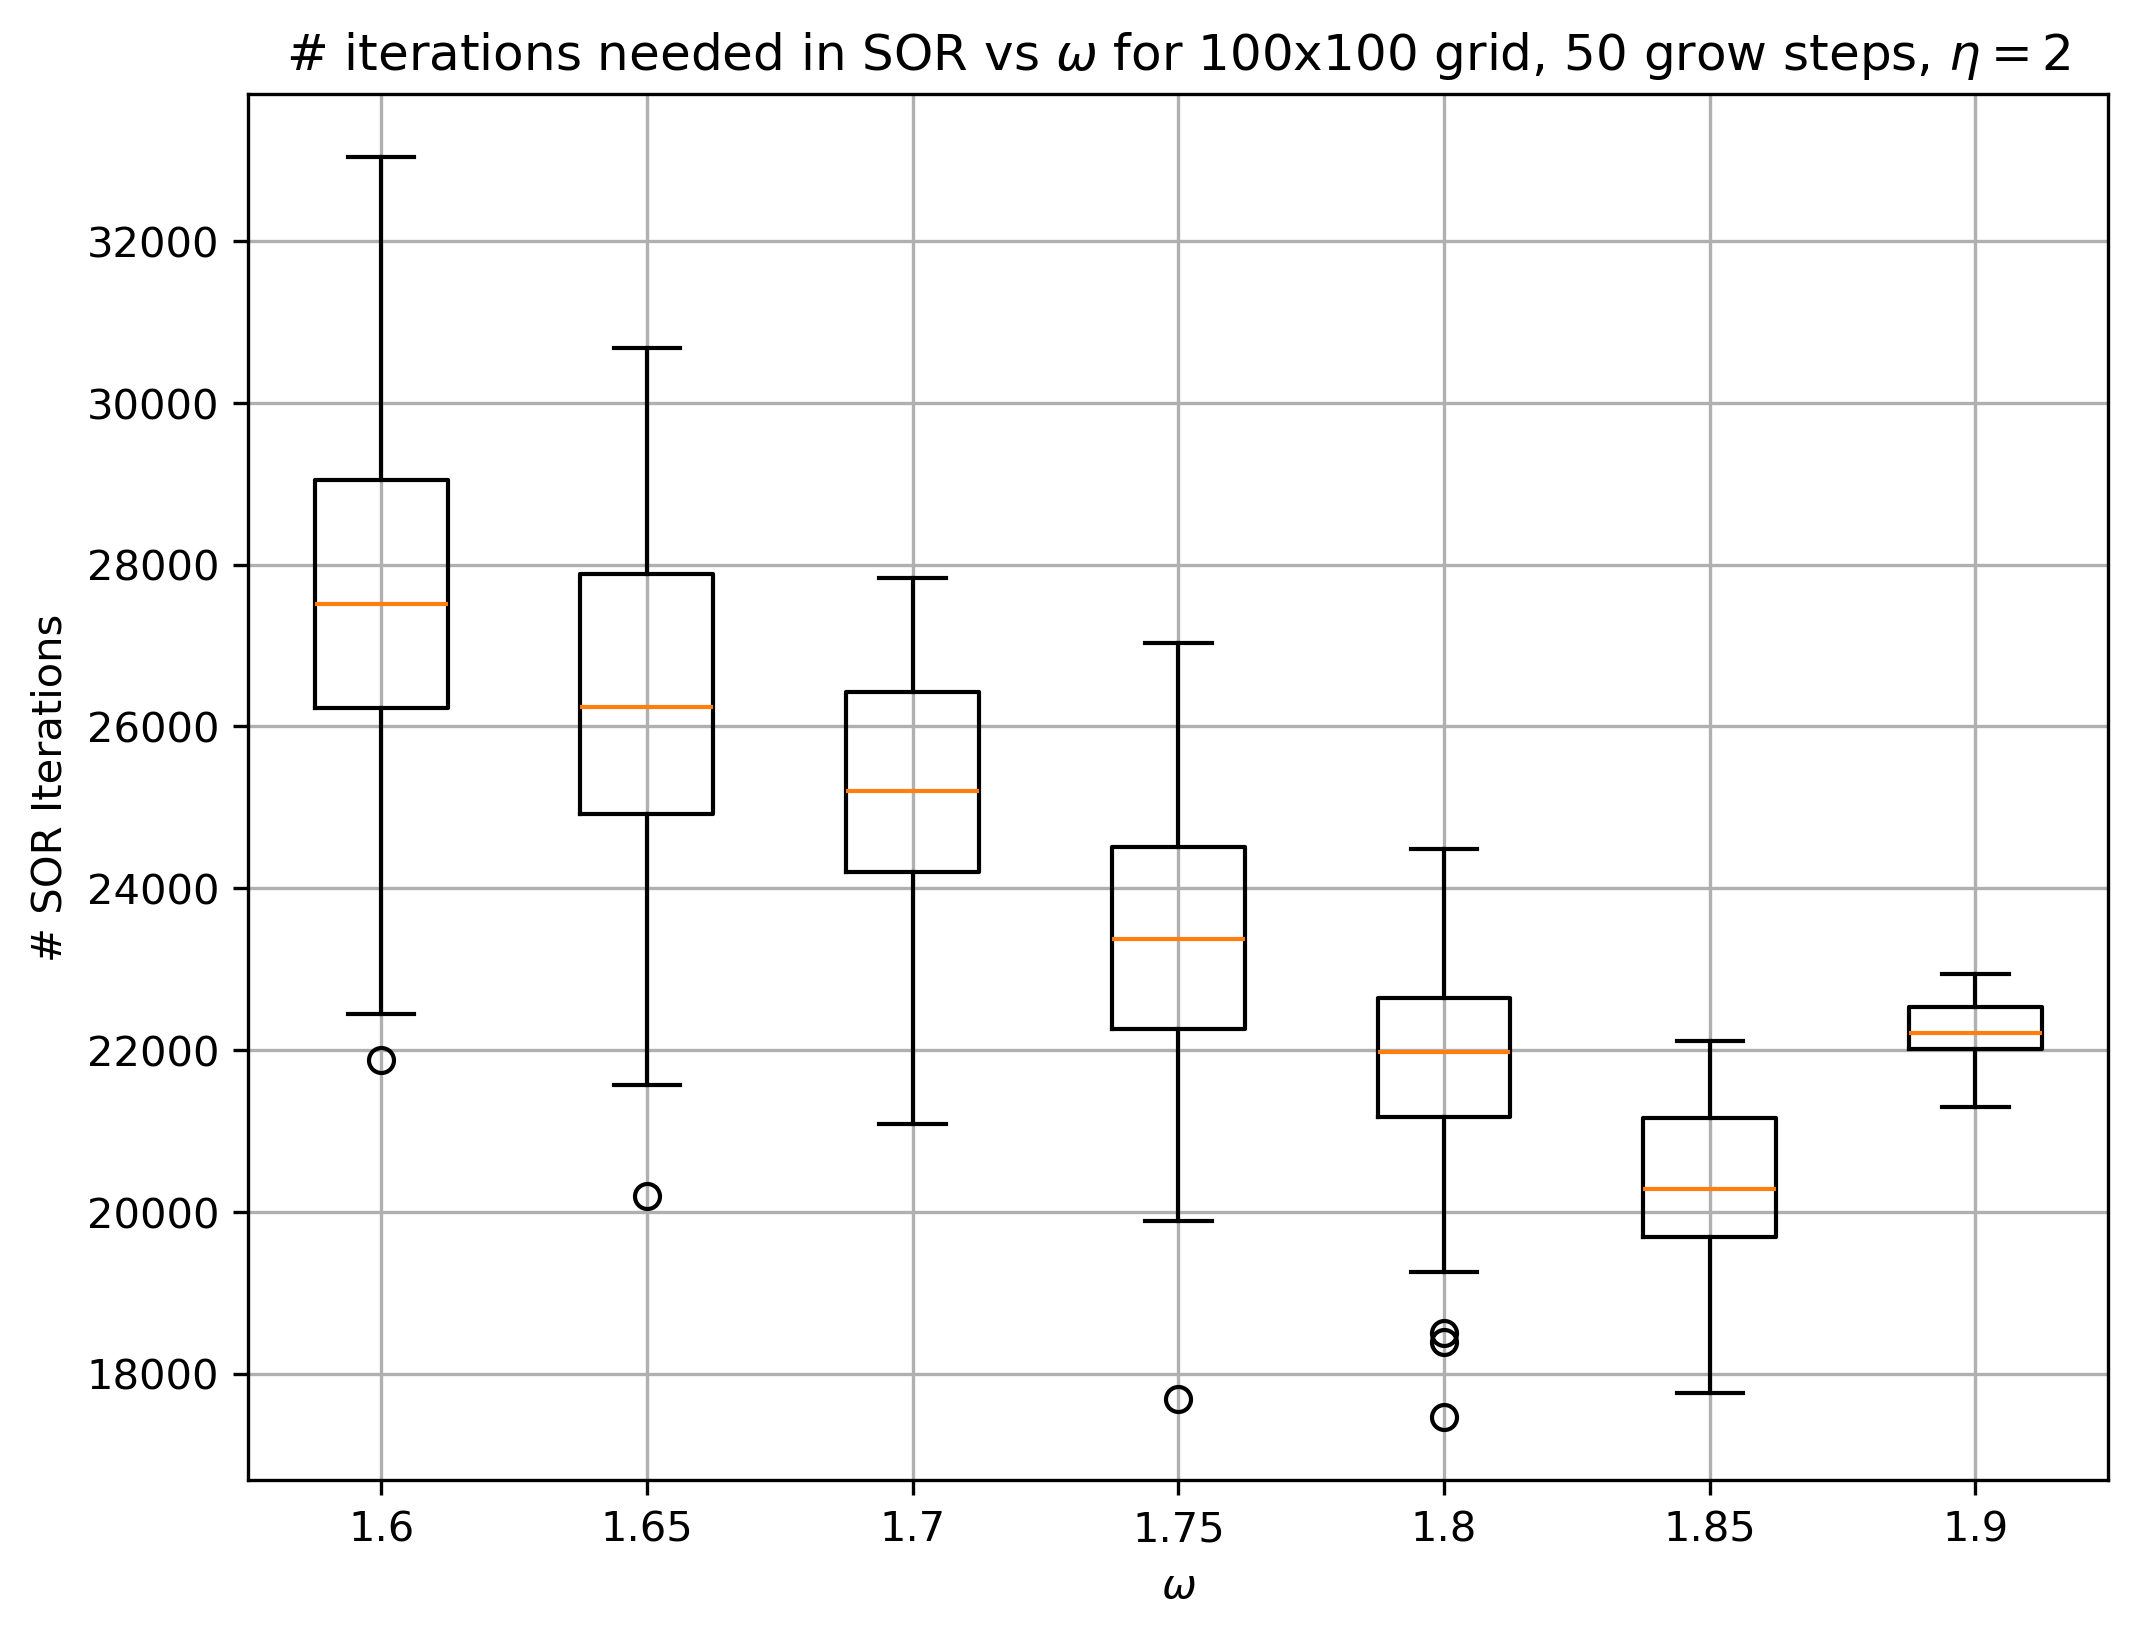 # iterations needed in SOR vs ω for 100x100 grid, 50 grow steps, η = 2
# SOR Iterations
32000
30000
28000
26000
24000
22000
20000
18000
1.6 1.65 1.7 1.75 1.8 1.85 1.9
ω